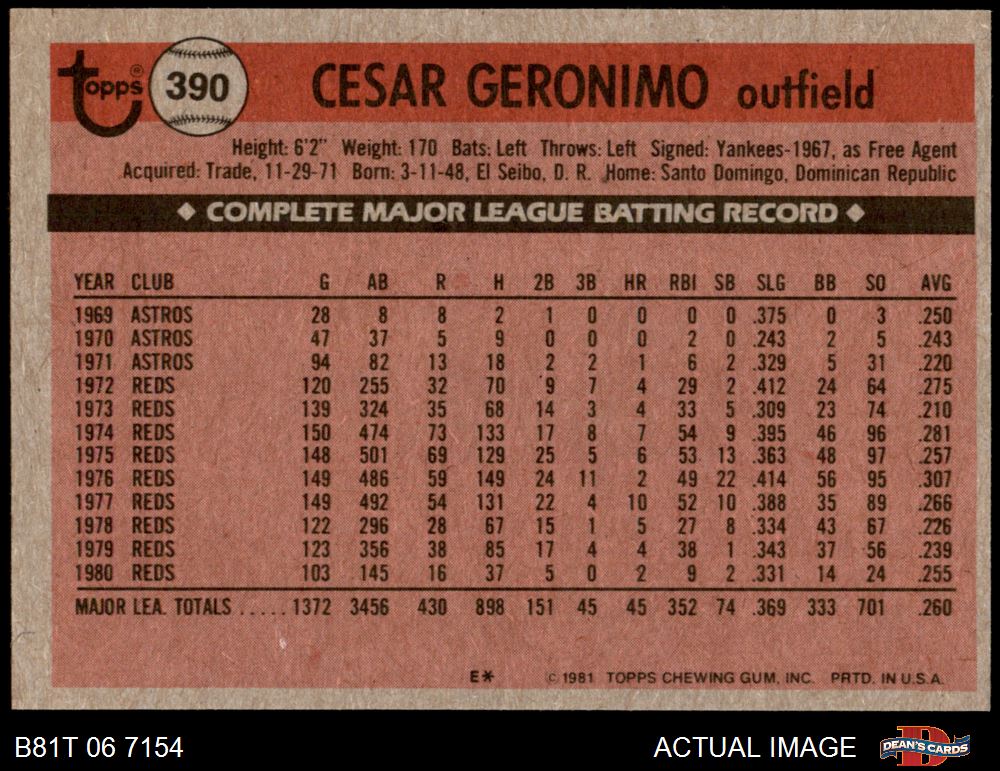 topps® 390 CESAR GERONIMO outfield
Height: 6'2" Weight: 170 Bats: Left Throws: Left Signed: Yankees-1967, as Free Agent
Acquired: Trade, 11-29-71 Born: 3-11-48, El Seibo, D. R. Home: Santo Domingo, Dominican Republic
◆ COMPLETE MAJOR LEAGUE BATTING RECORD ◆
YEAR CLUB G AB R H 2B 3B HR RBI SB SLG BB SO AVG
1969 ASTROS 28 8 8 2 1 0 0 0 0 .375 0 3 .250
1970 ASTROS 47 37 5 9 0 0 0 2 0 .243 2 5 .243
1971 ASTROS 94 82 13 18 2 2 1 6 2 .329 5 31 .220
1972 REDS 120 255 32 70 9 7 4 29 2 .412 24 64 .275
1973 REDS 139 324 35 68 14 3 4 33 5 .309 23 74 .210
1974 REDS 150 474 73 133 17 8 7 54 9 .395 46 96 .281
1975 REDS 148 501 69 129 25 5 6 53 13 .363 48 97 .257
1976 REDS 149 486 59 149 24 11 2 49 22 .414 56 95 .307
1977 REDS 149 492 54 131 22 4 10 52 10 .388 35 89 .266
1978 REDS 122 296 28 67 15 1 5 27 8 .334 43 67 .226
1979 REDS 123 356 38 85 17 4 4 38 1 .343 37 56 .239
1980 REDS 103 145 16 37 5 0 2 9 2 .331 14 24 .255
MAJOR LEA. TOTALS ..... 1372 3456 430 898 151 45 45 352 74 .369 333 701 .260
E* © 1981 TOPPS CHEWING GUM, INC. PRTD. IN U.S.A.
B81T 06 7154 ACTUAL IMAGE DEAN'S CARDS